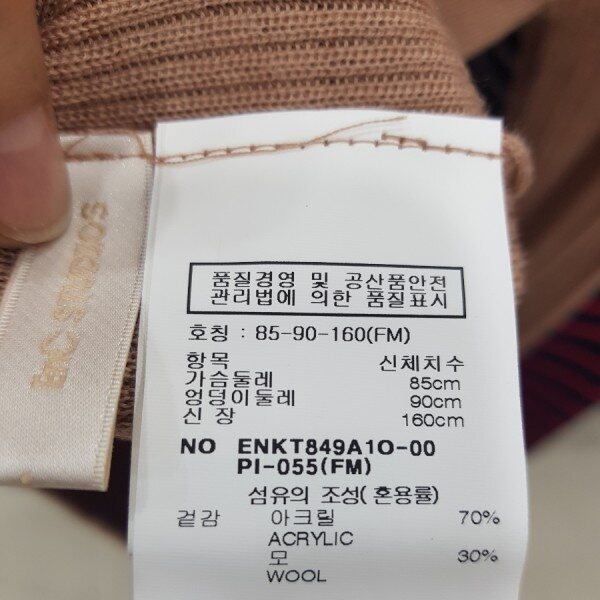 EnC STUDIOS
품질경영 및 공산품안전
관리법에 의한 품질표시
호칭 : 85-90-160(FM)
항목 신체치수
가슴둘레 85cm
엉덩이둘레 90cm
신 장 160cm
NO ENKT849A10-00
PI-055(FM)
섬유의 조성( 혼용률)
겉감 아크릴 70%
ACRYLIC
모 30%
WOOL